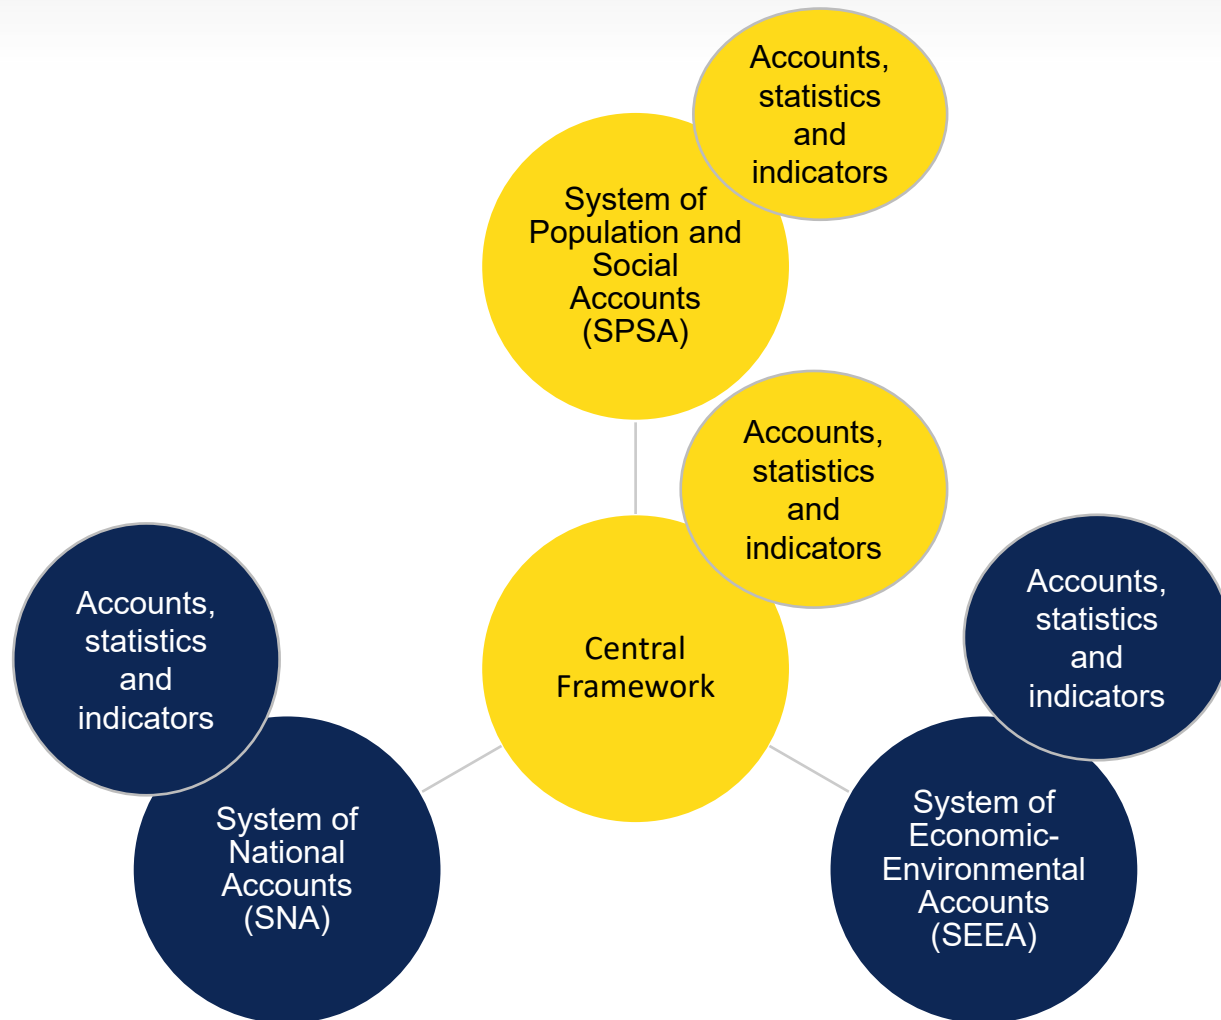 Accounts,
statistics
and
indicators
System of
Population and
Social
Accounts
(SPSA)
Accounts,
statistics
and
indicators
Central
Framework
Accounts,
statistics
and
indicators
System of
National
Accounts
(SNA)
Accounts,
statistics
and
indicators
System of
Economic-
Environmental
Accounts
(SEEA)